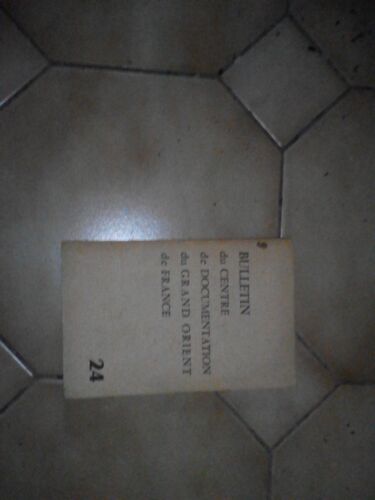 BULLETIN
du CENTRE
de DOCUMENTATION
du GRAND ORIENT
de FRANCE
24